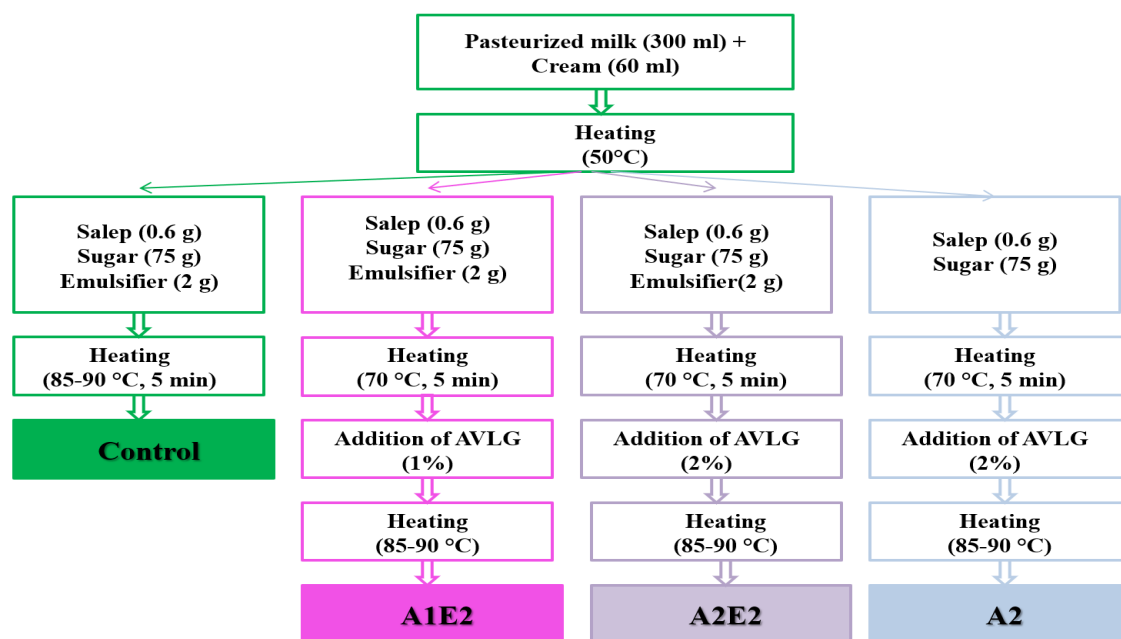 Pasteurized milk (300 ml) +
Cream (60 ml)
Heating
(50°C)
Salep (0.6 g)
Sugar (75 g)
Emulsifier (2 g)
Heating
(85-90 °C, 5 min)
Control
Salep (0.6 g)
Sugar (75 g)
Emulsifier (2 g)
Heating
(70 °C, 5 min)
Addition of AVLG
(1%)
Heating
(85-90 °C)
A1E2
Salep (0.6 g)
Sugar (75 g)
Emulsifier(2 g)
Heating
(70 °C, 5 min)
Addition of AVLG
(2%)
Heating
(85-90 °C)
A2E2
Salep (0.6 g)
Sugar (75 g)
Heating
(70 °C, 5 min)
Addition of AVLG
(2%)
Heating
(85-90 °C)
A2